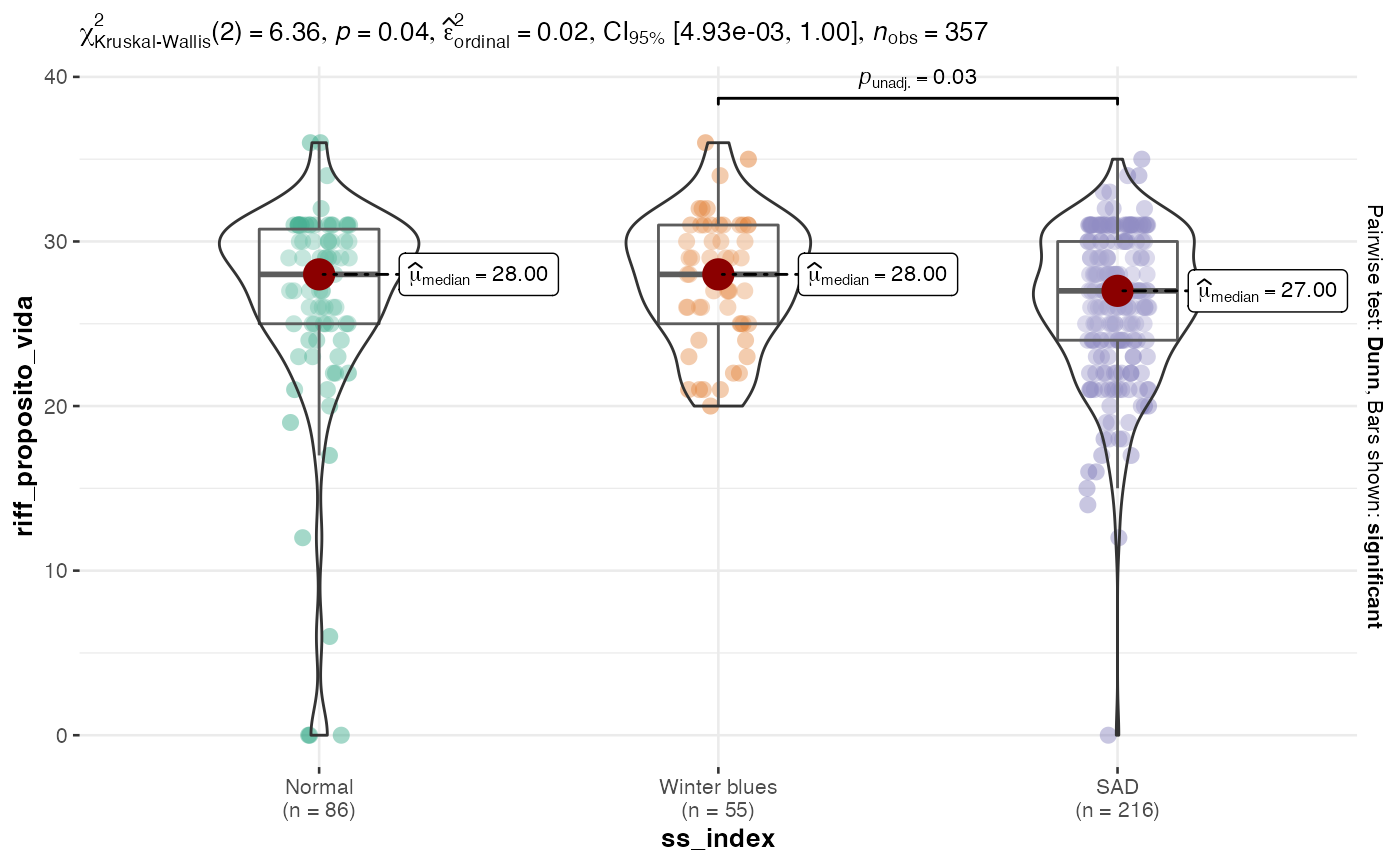 χ²Kruskal-Wallis(2) = 6.36, p = 0.04, ε̂²ordinal = 0.02, CI95% [4.93e-03, 1.00], nobs = 357
punadj. = 0.03
40
30
20
10
0
riff_proposito_vida
μ̂median = 28.00
μ̂median = 28.00
μ̂median = 27.00
Pairwise test: Dunn, Bars shown: significant
Normal
(n = 86)
Winter blues
(n = 55)
SAD
(n = 216)
ss_index